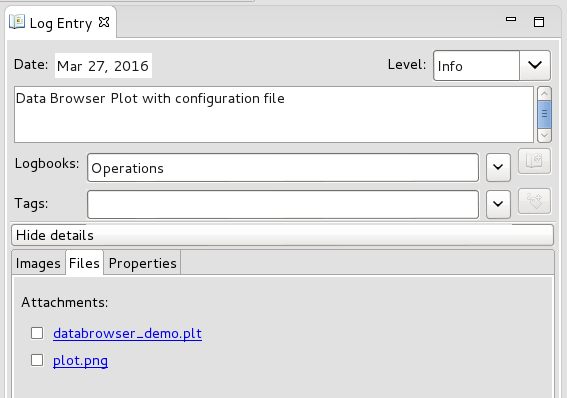 Log Entry
Date: Mar 27, 2016 Level: Info
Data Browser Plot with configuration file
Logbooks: Operations
Tags:
Hide details
Images Files Properties
Attachments:
databrowser_demo.plt
plot.png